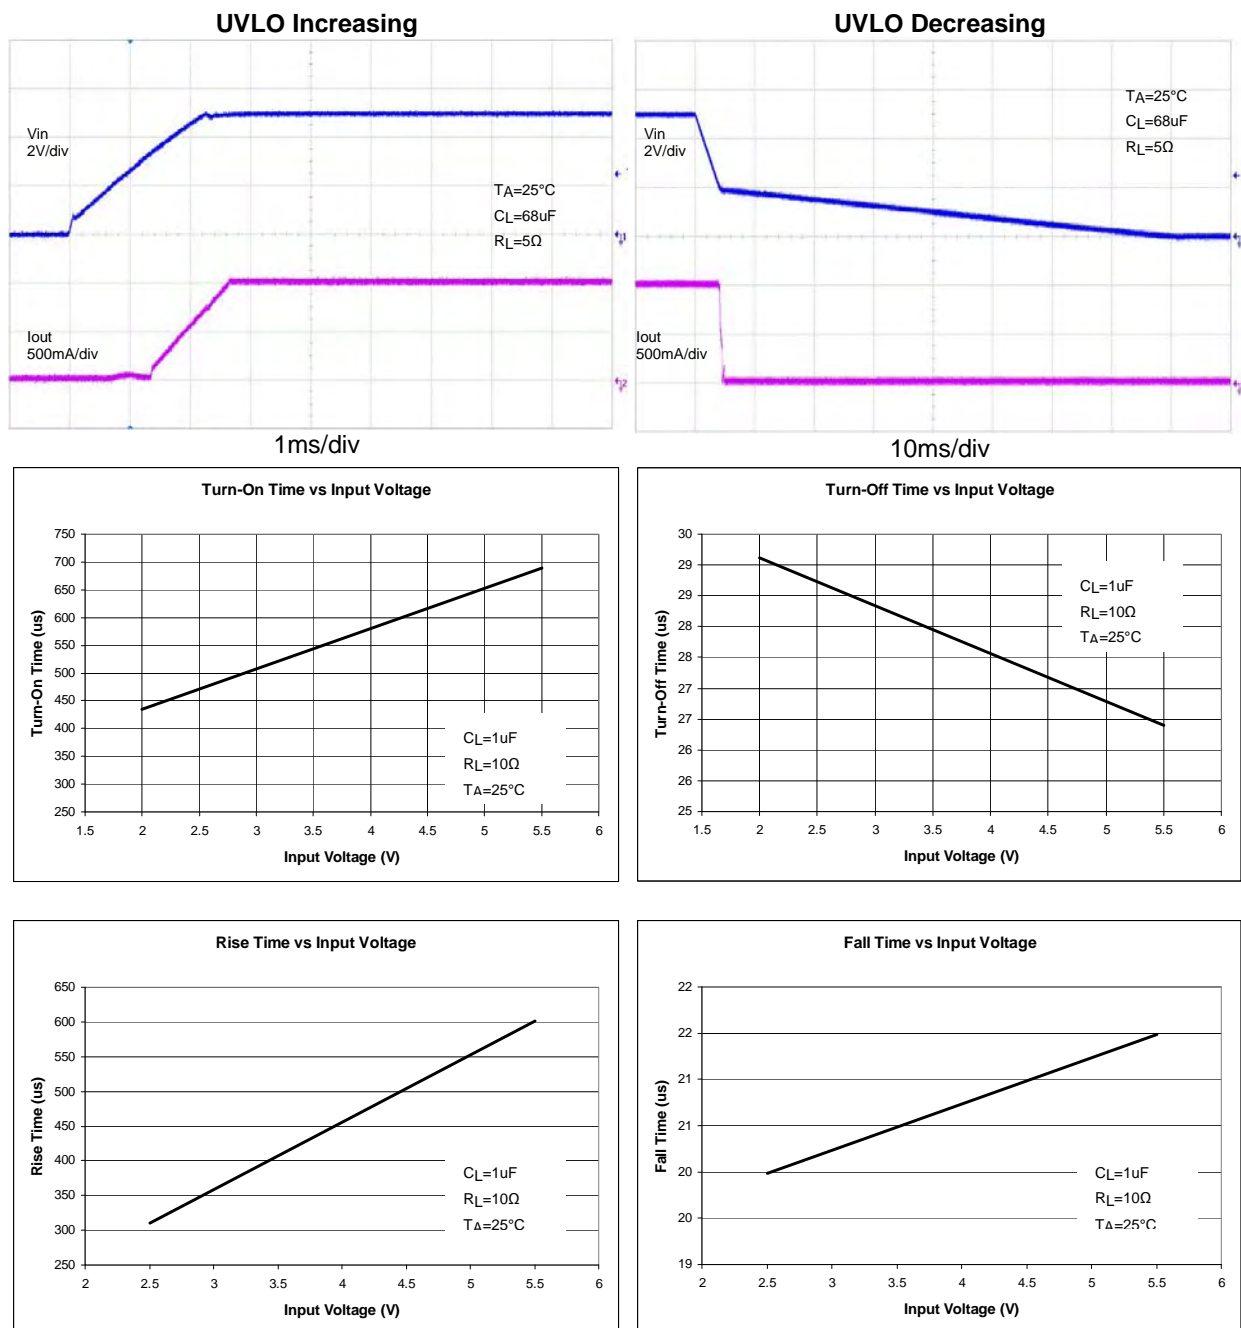 UVLO Increasing
UVLO Decreasing
Vin
2V/div
TA=25°C
CL=68uF
RL=5Ω
Iout
500mA/div
1ms/div
TA=25°C
CL=68uF
RL=5Ω
Iout
500mA/div
10ms/div
Turn-On Time vs Input Voltage
750
700
650
600
550
500
450
400
350
300
250
Turn-On Time (us)
CL=1uF
RL=10Ω
TA=25°C
1.5 2 2.5 3 3.5 4 4.5 5 5.5 6
Input Voltage (V)
Turn-Off Time vs Input Voltage
30
29
29
28
28
27
27
26
26
25
Turn-Off Time (us)
CL=1uF
RL=10Ω
TA=25°C
1.5 2 2.5 3 3.5 4 4.5 5 5.5 6
Input Voltage (V)
Rise Time vs Input Voltage
650
600
550
500
450
400
350
300
250
Rise Time (us)
CL=1uF
RL=10Ω
TA=25°C
2 2.5 3 3.5 4 4.5 5 5.5 6
Input Voltage (V)
Fall Time vs Input Voltage
22
22
21
21
20
20
19
Fall Time (us)
CL=1uF
RL=10Ω
TA=25°C
2 2.5 3 3.5 4 4.5 5 5.5 6
Input Voltage (V)